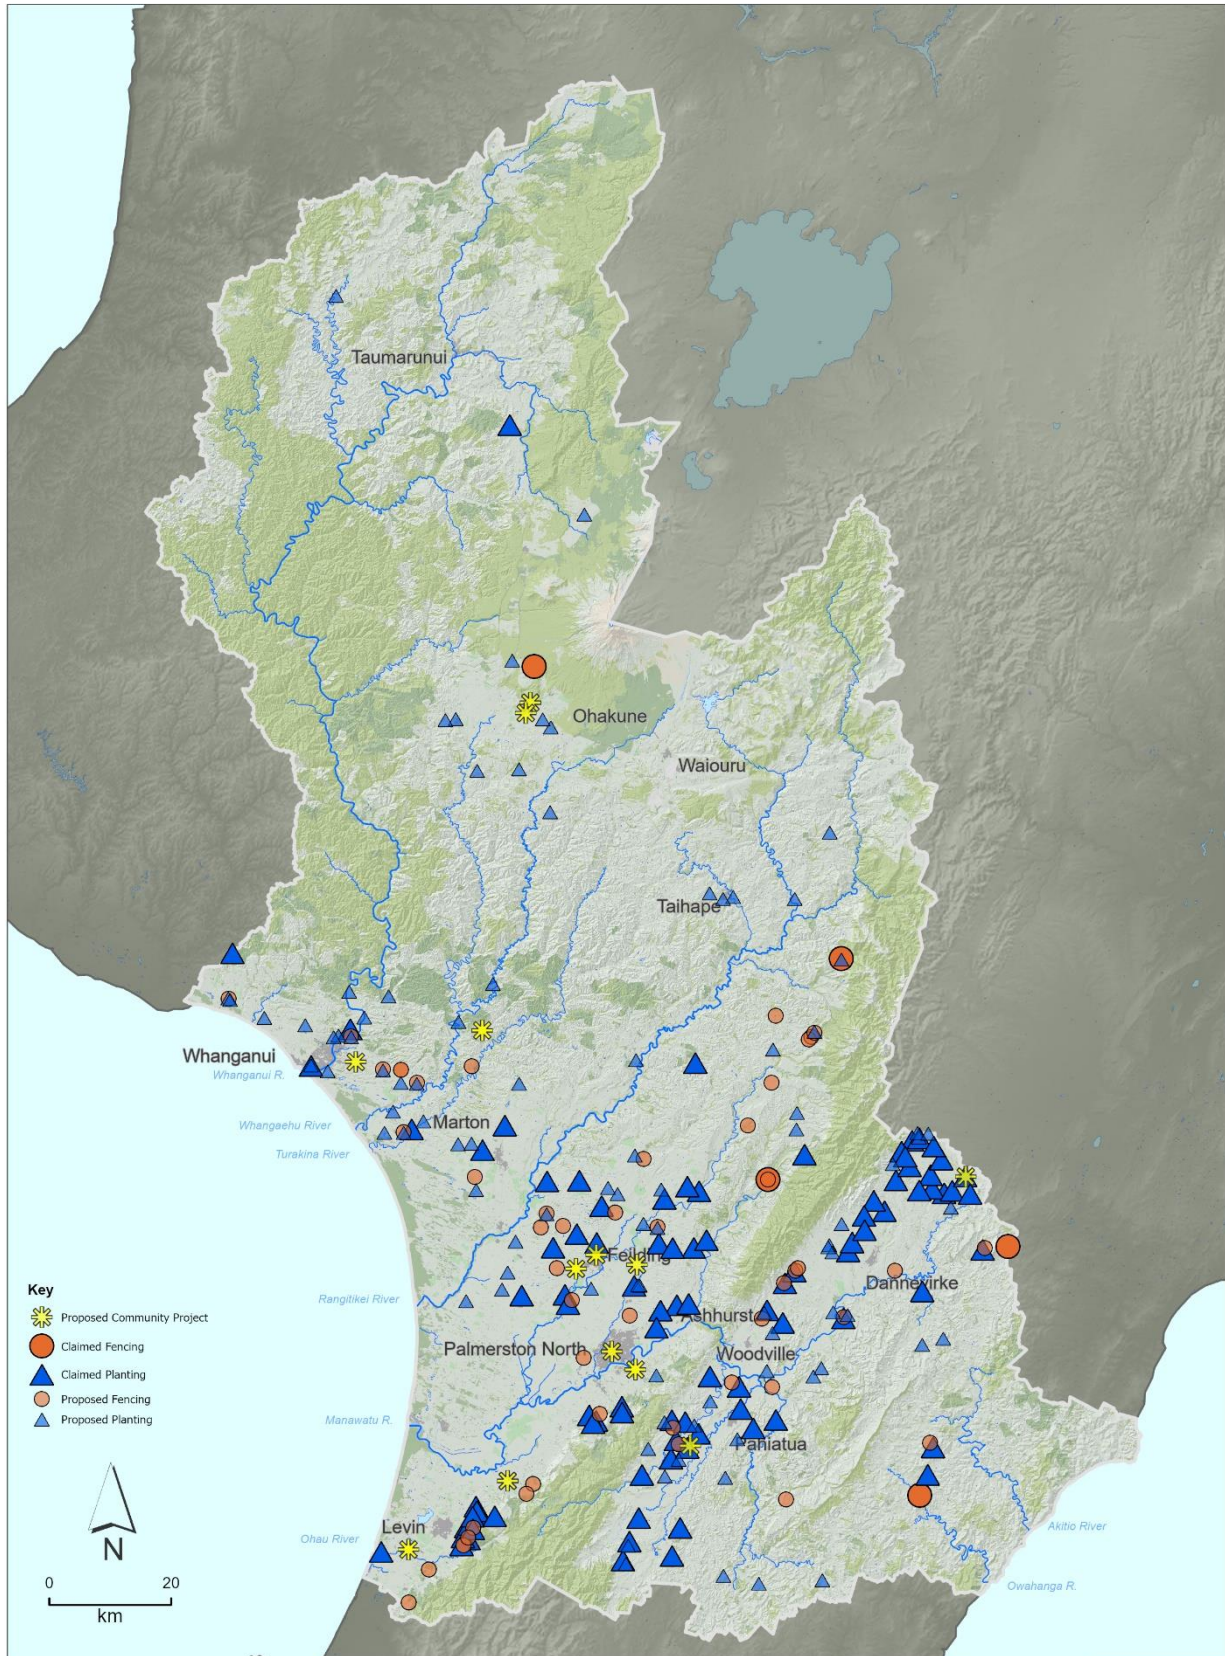 Taumarunui
Ohakune
Waiouru
Taihape
Whanganui
Whanganui R.
Whangaehu River
Marton
Turakina River
Feilding
Dannevirke
Rangitikei River
Ashhurst
Palmerston North
Woodville
Manawatu R.
Pahiatua
Levin
Ohau River
Akitio River
Owahanga R.
Key
Proposed Community Project
Claimed Fencing
Claimed Planting
Proposed Fencing
Proposed Planting
N
0 20
km